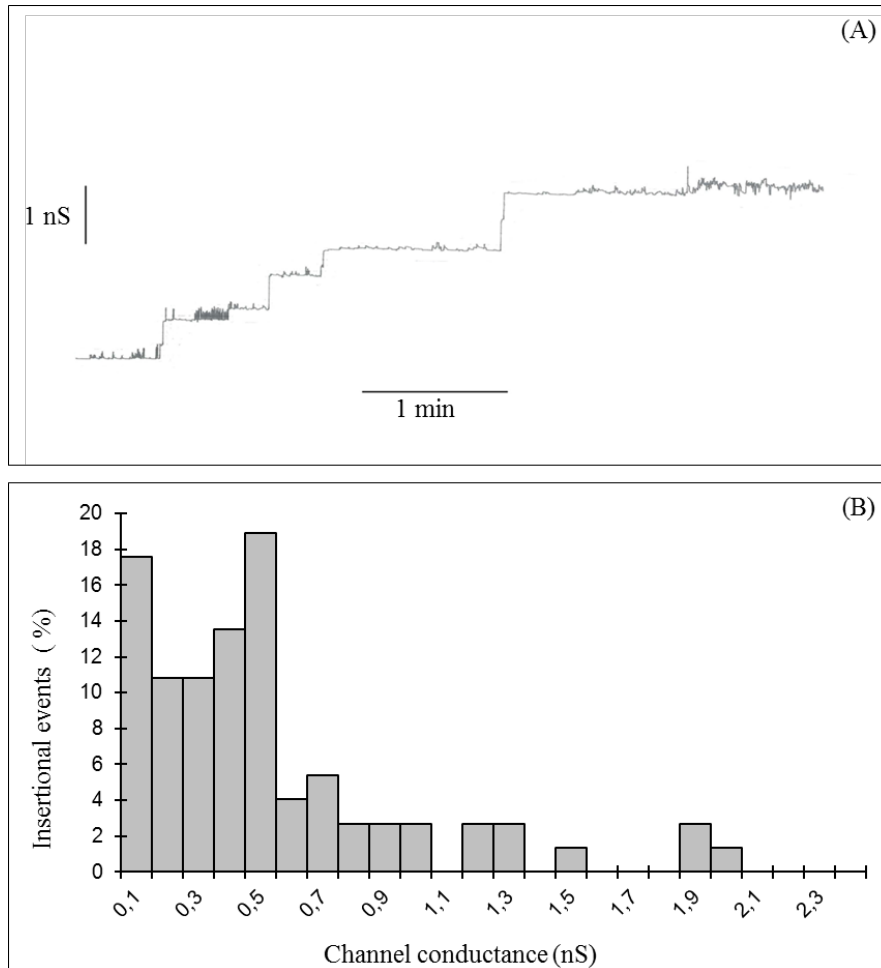 (A)
1 nS
1 min
(B)
20
18
16
14
12
10
8
6
4
2
0
Insertional events ( %)
0,1 0,3 0,5 0,7 0,9 1,1 1,3 1,5 1,7 1,9 2,1 2,3
Channel conductance (nS)